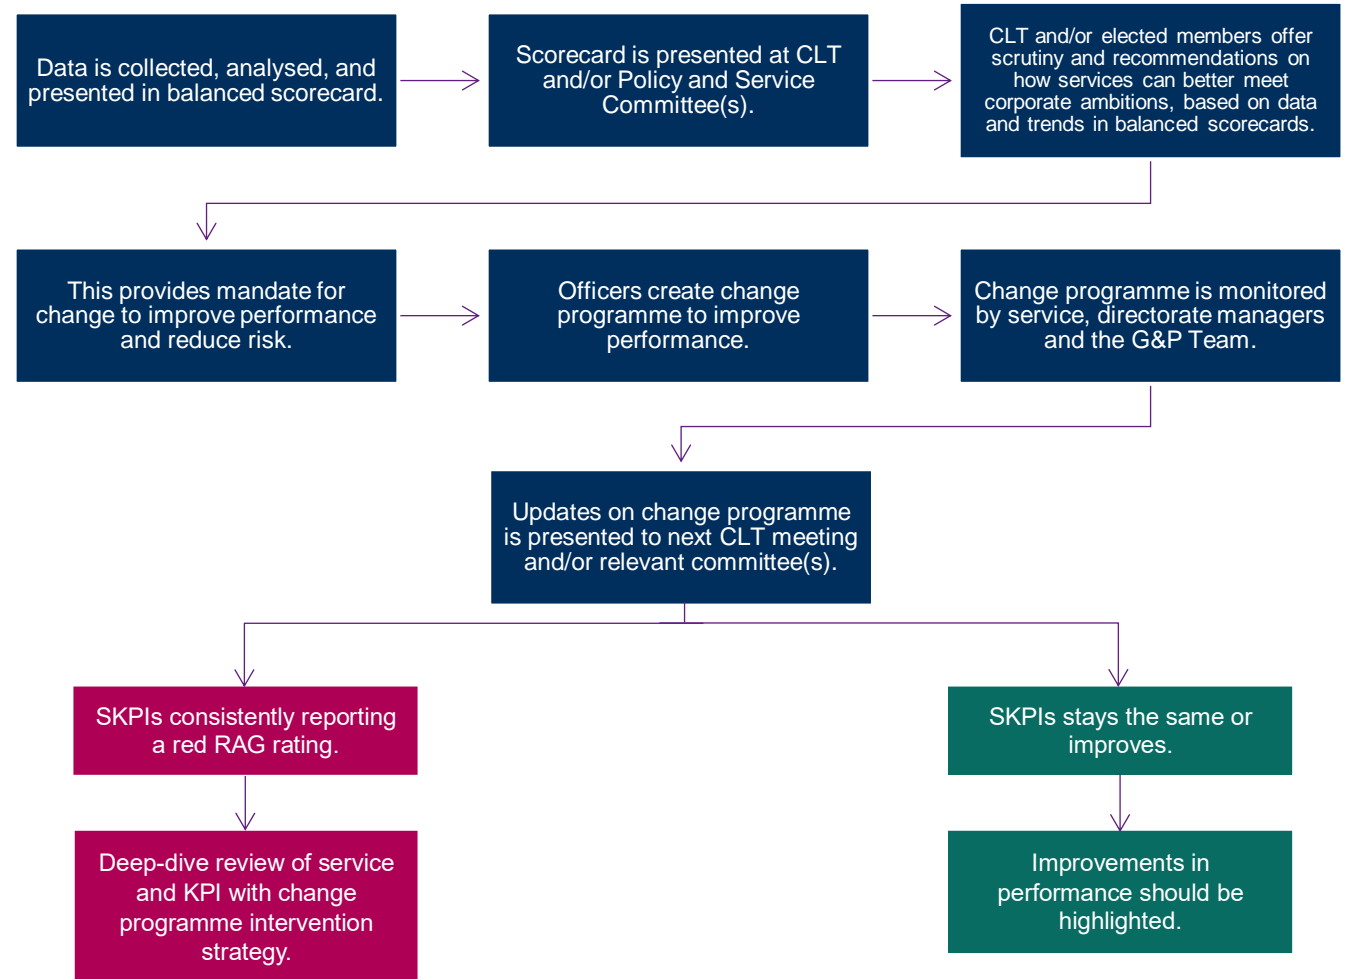 Data is collected, analysed, and
presented in balanced scorecard.
Scorecard is presented at CLT
and/or Policy and Service
Committee(s).
CLT and/or elected members offer
scrutiny and recommendations on
how services can better meet
corporate ambitions, based on data
and trends in balanced scorecards.
This provides mandate for
change to improve performance
and reduce risk.
Officers create change
programme to improve
performance.
Change programme is monitored
by service, directorate managers
and the G&P Team.
Updates on change programme
is presented to next CLT meeting
and/or relevant committee(s).
SKPIs consistently reporting
a red RAG rating.
SKPIs stays the same or
improves.
Deep-dive review of service
and KPI with change
programme intervention
strategy.
Improvements in
performance should be
highlighted.